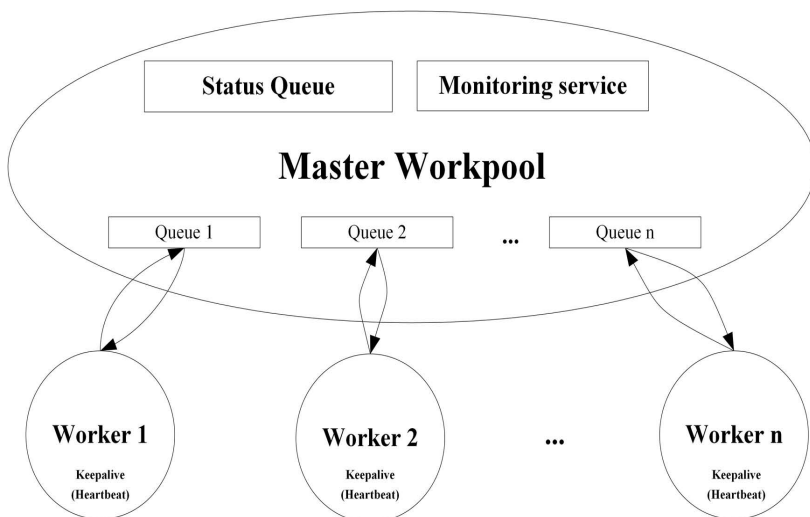 Status Queue
Monitoring service
Master Workpool
Queue 1
Queue 2
...
Queue n
Worker 1
Worker 2
...
Worker n
Keepalive
(Heartbeat)
Keepalive
(Heartbeat)
Keepalive
(Heartbeat)